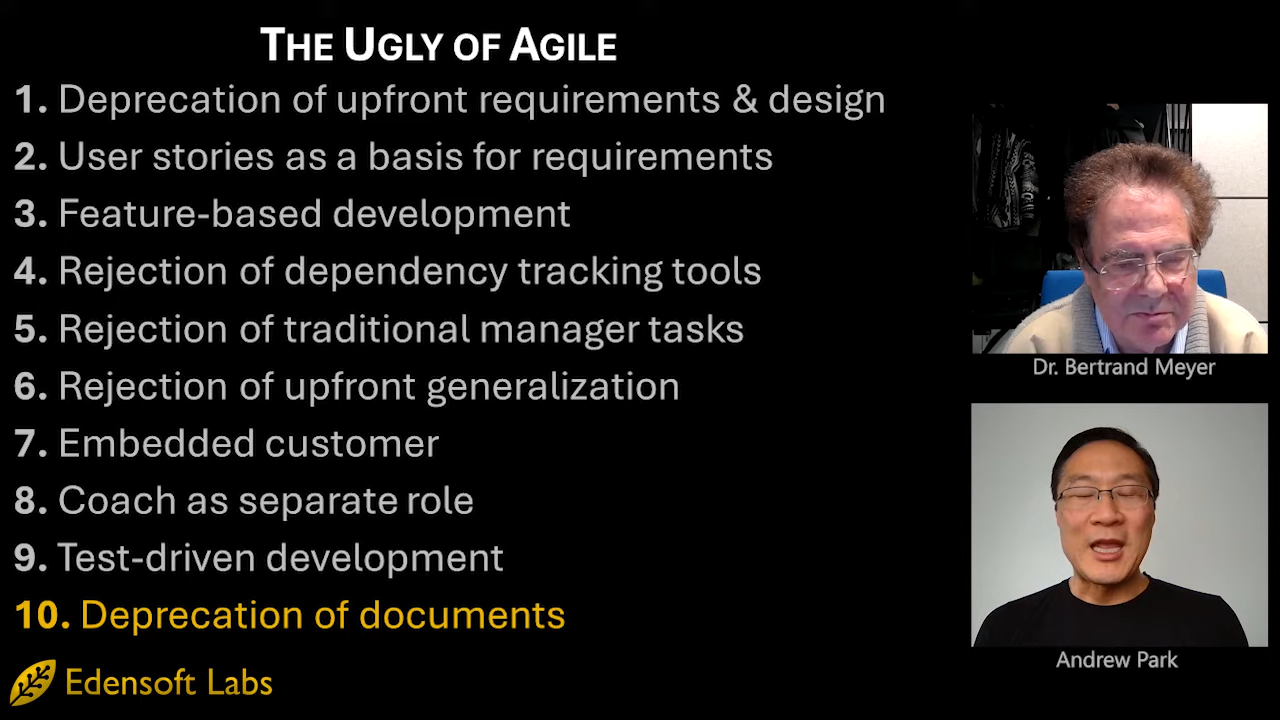 THE UGLY OF AGILE
1. Deprecation of upfront requirements & design
2. User stories as a basis for requirements
3. Feature-based development
4. Rejection of dependency tracking tools
5. Rejection of traditional manager tasks
6. Rejection of upfront generalization
7. Embedded customer
8. Coach as separate role
9. Test-driven development
10. Deprecation of documents
Edensoft Labs
Dr. Bertrand Meyer
Andrew Park